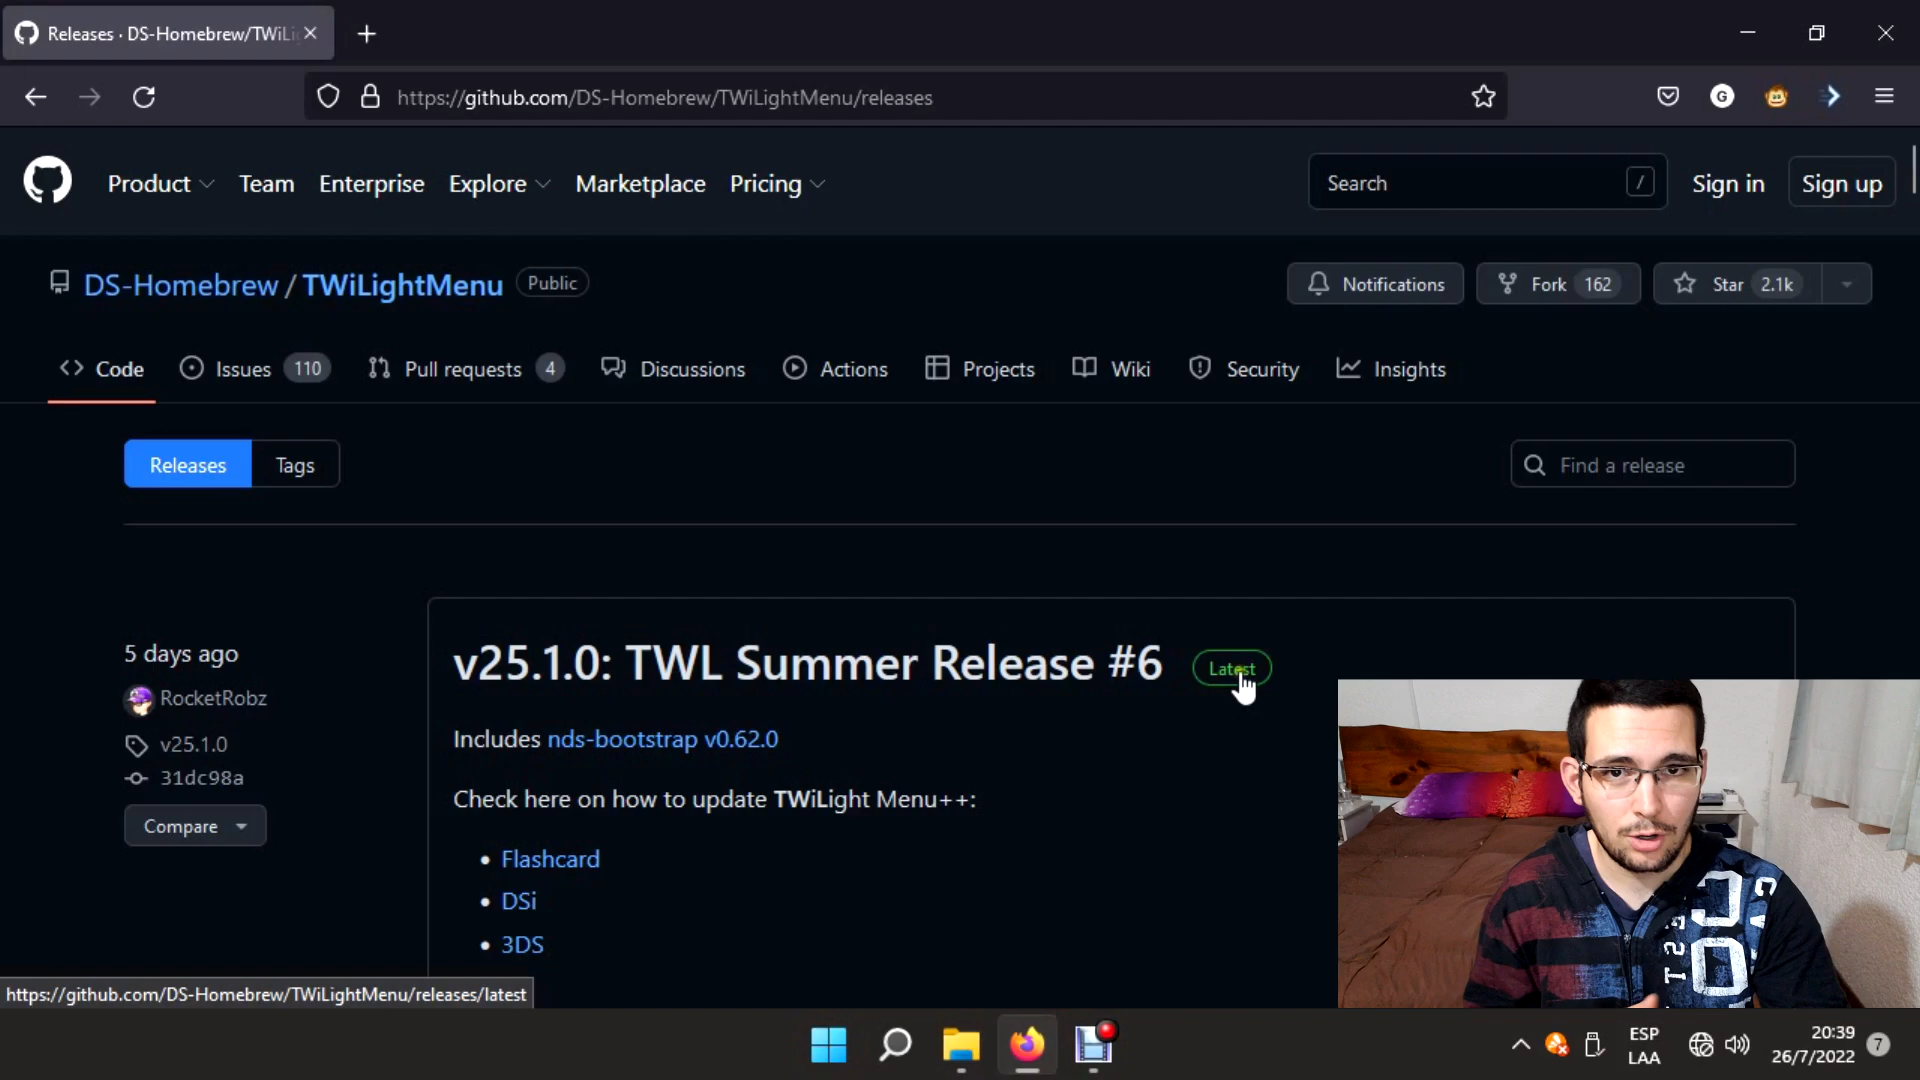 Releases · DS-Homebrew/TWiLi
https://github.com/DS-Homebrew/TWiLightMenu/releases
G
Product Team Enterprise Explore Marketplace Pricing
Search /
Sign in Sign up
DS-Homebrew / TWiLightMenu Public
Notifications Fork 162 Star 2.1k
Code Issues 110 Pull requests 4 Discussions Actions Projects Wiki Security Insights
Releases Tags
Find a release
5 days ago
RocketRobz
v25.1.0
31dc98a
Compare
v25.1.0: TWL Summer Release #6 Latest
Includes nds-bootstrap v0.62.0
Check here on how to update TWiLight Menu++:
Flashcard
DSi
3DS
https://github.com/DS-Homebrew/TWiLightMenu/releases/latest
ESP
LAA
20:39
26/7/2022
7